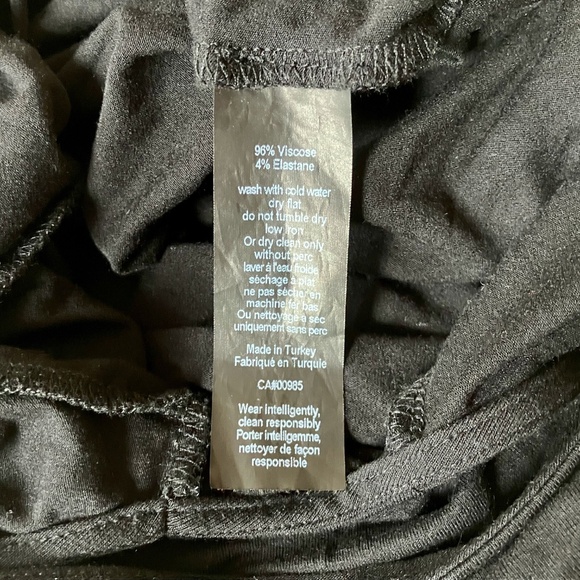 96% Viscose
4% Elastane
wash with cold water
dry flat
do not tumble dry
low iron
Or dry clean only
without perc
laver à l'eau froide
séchage à plat
ne pas sécher en
machine fer bas
Ou nettoyage a sec
uniquement sans perc
Made in Turkey
Fabriqué en Turquie
CA#00985
Wear intelligently,
clean responsibly
Porter intelligemme,
nettoyer de façon
responsible